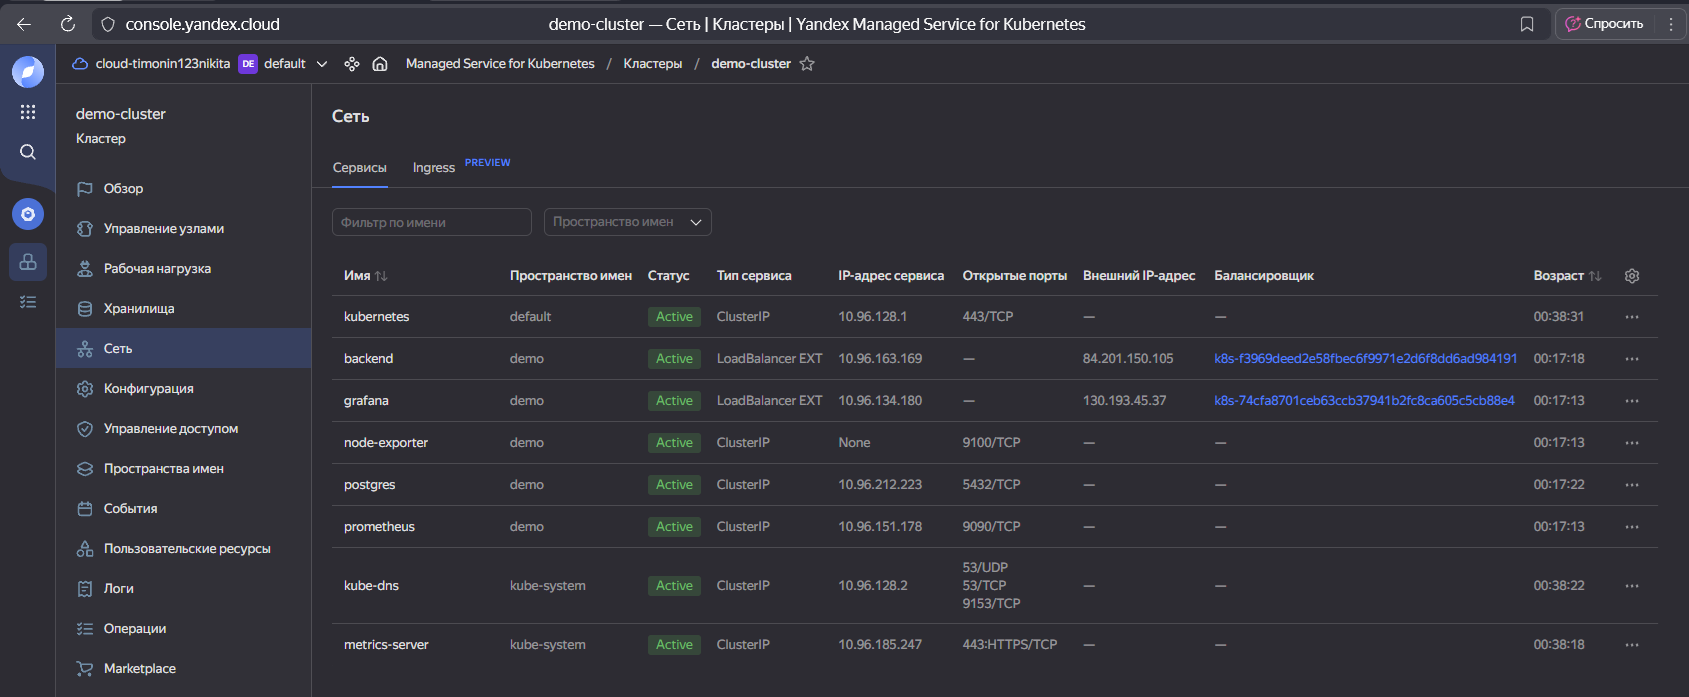 console.yandex.cloud
demo-cluster — Сеть | Кластеры | Yandex Managed Service for Kubernetes
Спросить
cloud-timonin123nikita DE default
Managed Service for Kubernetes / Кластеры / demo-cluster
demo-cluster
Кластер
Обзор
Управление узлами
Рабочая нагрузка
Хранилища
Сеть
Конфигурация
Управление доступом
Пространства имен
События
Пользовательские ресурсы
Логи
Операции
Marketplace
Сеть
Сервисы Ingress PREVIEW
Фильтр по имени Пространство имен
Имя Пространство имен Статус Тип сервиса IP-адрес сервиса Открытые порты Внешний IP-адрес Балансировщик Возраст
kubernetes default Active ClusterIP 10.96.128.1 443/TCP — — 00:38:31
backend demo Active LoadBalancer EXT 10.96.163.169 — 84.201.150.105 k8s-f3969deed2e58fbec6f9971e2d6f8dd6ad984191 00:17:18
grafana demo Active LoadBalancer EXT 10.96.134.180 — 130.193.45.37 k8s-74cfa8701ceb63ccb37941b2fc8ca605c5cb88e4 00:17:13
node-exporter demo Active ClusterIP None 9100/TCP — — 00:17:13
postgres demo Active ClusterIP 10.96.212.223 5432/TCP — — 00:17:22
prometheus demo Active ClusterIP 10.96.151.178 9090/TCP — — 00:17:13
kube-dns kube-system Active ClusterIP 10.96.128.2 53/UDP
53/TCP
9153/TCP — — 00:38:22
metrics-server kube-system Active ClusterIP 10.96.185.247 443:HTTPS/TCP — — 00:38:18